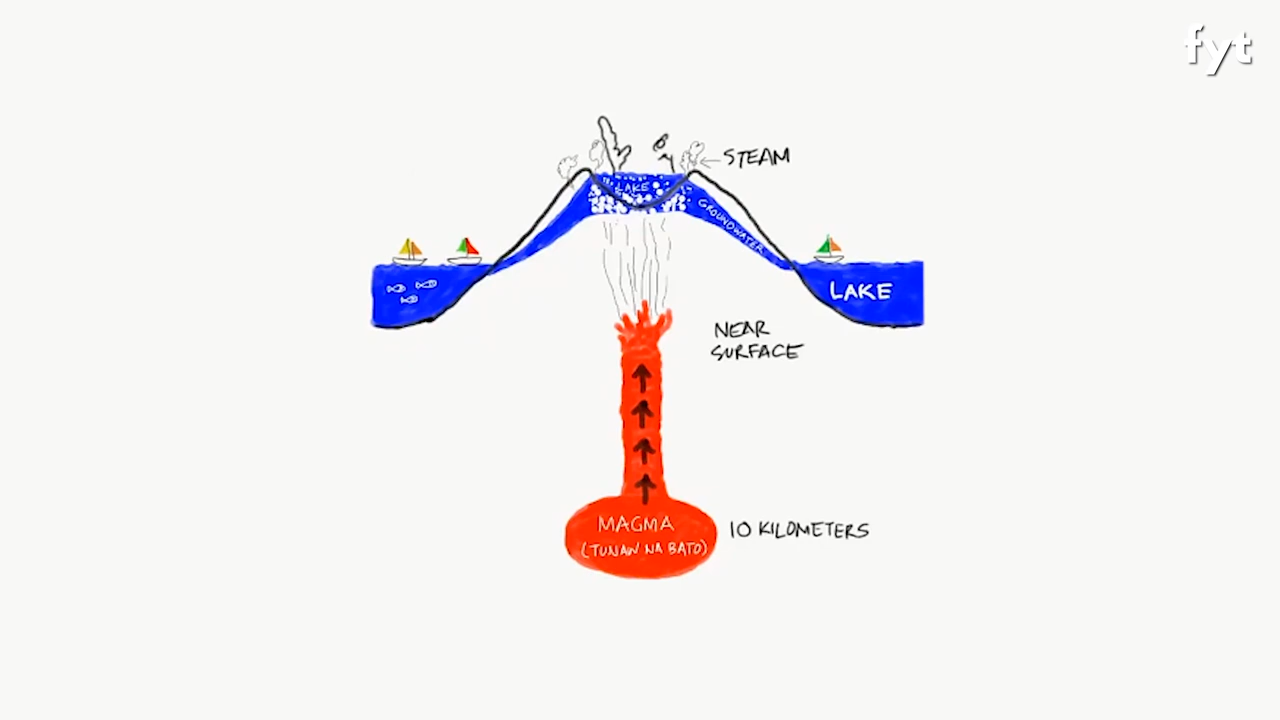 fyt
STEAM
LAKE
GROUNDWATER
LAKE
NEAR
SURFACE
MAGMA
(TUNAW NA BATO)
10 KILOMETERS